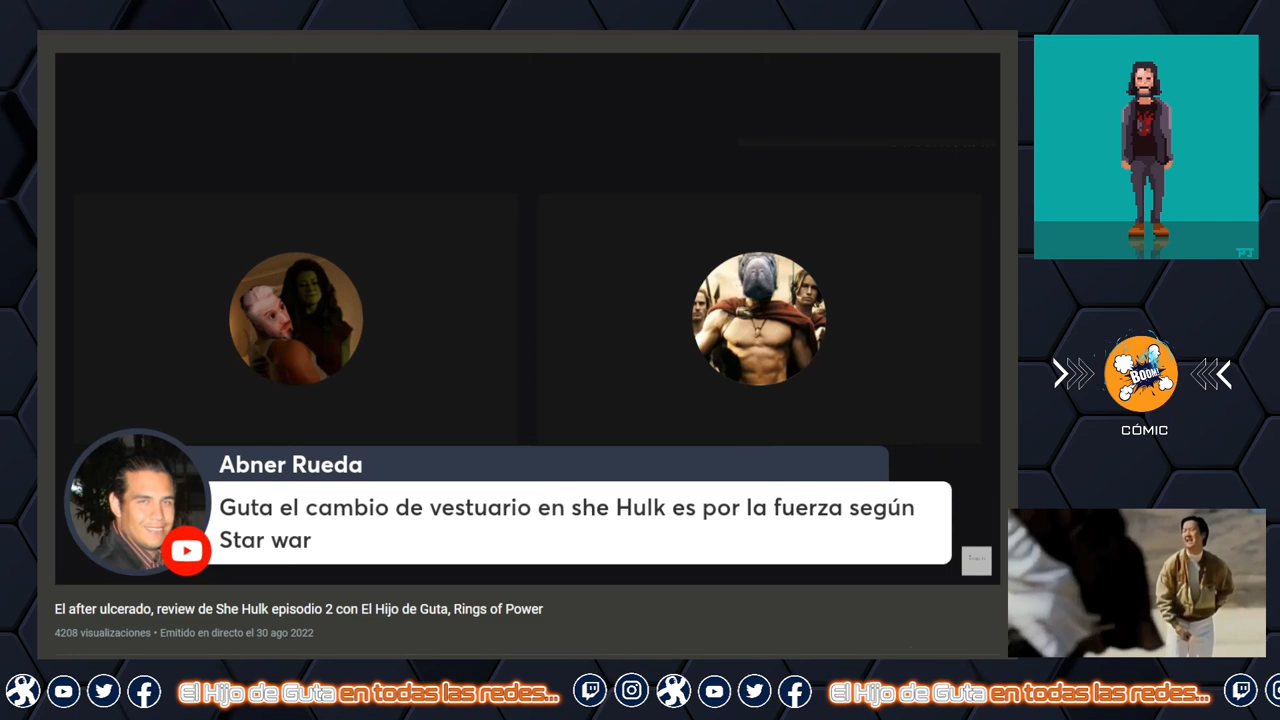 Abner Rueda
Guta el cambio de vestuario en she Hulk es por la fuerza según
Star war
El after ulcerado, review de She Hulk episodio 2 con El Hijo de Guta, Rings of Power
4208 visualizaciones • Emitido en directo el 30 ago 2022
PJ
BOOM!
CÓMIC
El Hijo de Guta en todas las redes...
El Hijo de Guta en todas las redes...